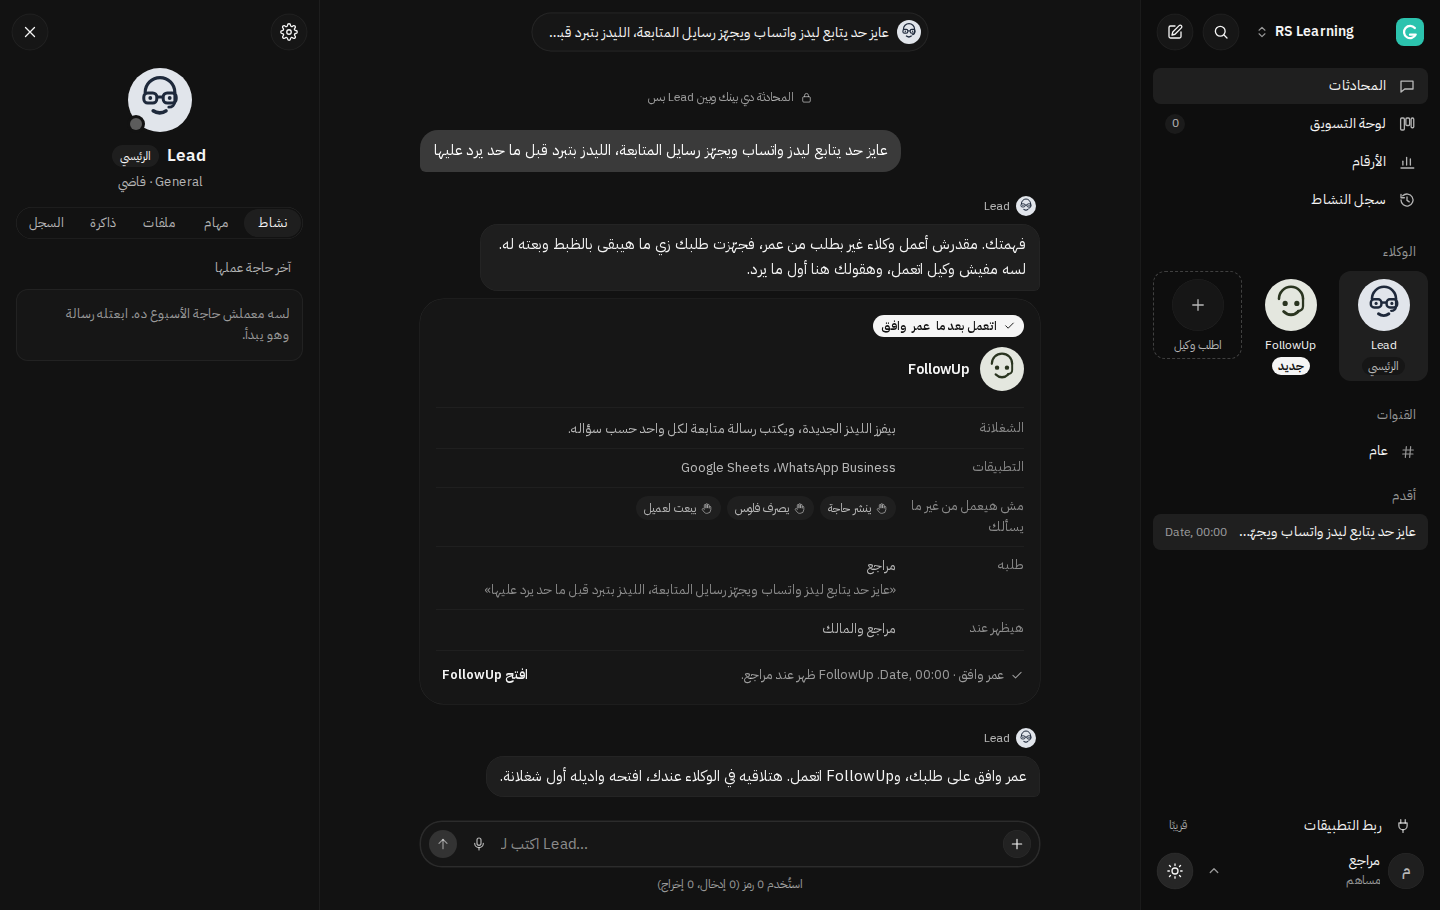 RS Learning
المحادثات
لوحة التسويق
0
الأرقام
سجل النشاط
الوكلاء
Lead
الرئيسي
FollowUp
جديد
اطلب وكيل
القنوات
عام
أقدم
عايز حد يتابع ليدز واتساب ويجهّز...
Date, 00:00
ربط التطبيقات
قريبًا
م
مراجع
مساهم
عايز حد يتابع ليدز واتساب ويجهّز رسايل المتابعة، الليدز بتبرد قبـ...
المحادثة دي بينك وبين Lead بس
عايز حد يتابع ليدز واتساب ويجهّز رسايل المتابعة، الليدز بتبرد قبل ما حد يرد عليها
Lead
فهمتك. مقدرش أعمل وكلاء غير بطلب من عمر، فجهّزت طلبك زي ما هيبقى بالظبط وبعته له.
لسه مفيش وكيل اتعمل، وهقولك هنا أول ما يرد.
اتعمل بعد ما عمر وافق
FollowUp
الشغلانة
بيفرز الليدز الجديدة، ويكتب رسالة متابعة لكل واحد حسب سؤاله.
التطبيقات
Google Sheets ،WhatsApp Business
مش هيعمل من غير ما
يسألك
ينشر حاجة
يصرف فلوس
يبعت لعميل
طلبه
مراجع
«عايز حد يتابع ليدز واتساب ويجهّز رسايل المتابعة، الليدز بتبرد قبل ما حد يرد عليها»
هيظهر عند
مراجع والمالك
عمر وافق · Date, 00:00. FollowUp ظهر عند مراجع.
افتح FollowUp
Lead
عمر وافق على طلبك، وFollowUp اتعمل. هتلاقيه في الوكلاء عندك، افتحه واديله أول شغلانة.
اكتب لـ Lead...
استُخدم 0 رمز (0 إدخال، 0 إخراج)
Lead
الرئيسي
General · فاضي
نشاط
مهام
ملفات
ذاكرة
السجل
آخر حاجة عملها
لسه معملش حاجة الأسبوع ده. ابعتله رسالة
وهو يبدأ.